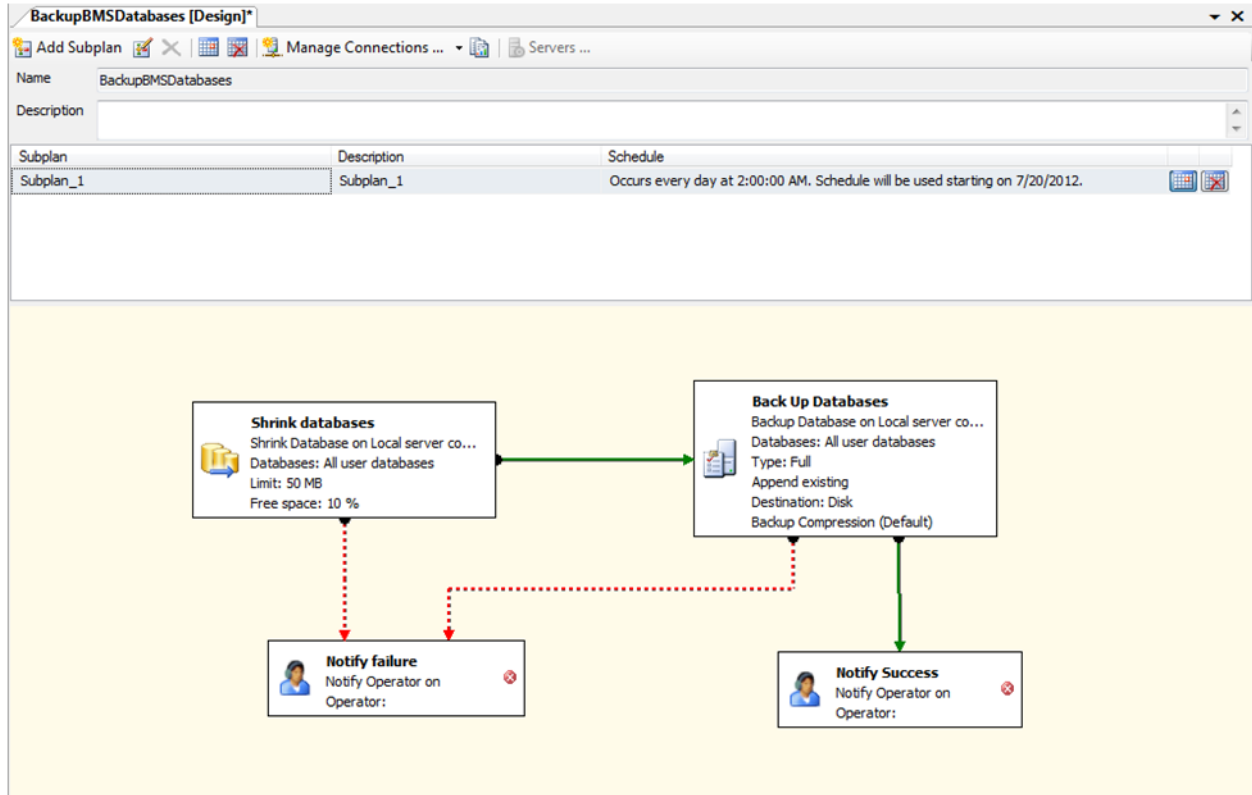 BackupBMSDatabases [Design]*
Add Subplan Manage Connections ... Servers ...
Name BackupBMSDatabases
Description
Subplan Description Schedule
Subplan_1 Subplan_1 Occurs every day at 2:00:00 AM. Schedule will be used starting on 7/20/2012.
Shrink databases
Shrink Database on Local server co...
Databases: All user databases
Limit: 50 MB
Free space: 10 %
Back Up Databases
Backup Database on Local server co...
Databases: All user databases
Type: Full
Append existing
Destination: Disk
Backup Compression (Default)
Notify failure
Notify Operator on
Operator:
Notify Success
Notify Operator on
Operator: